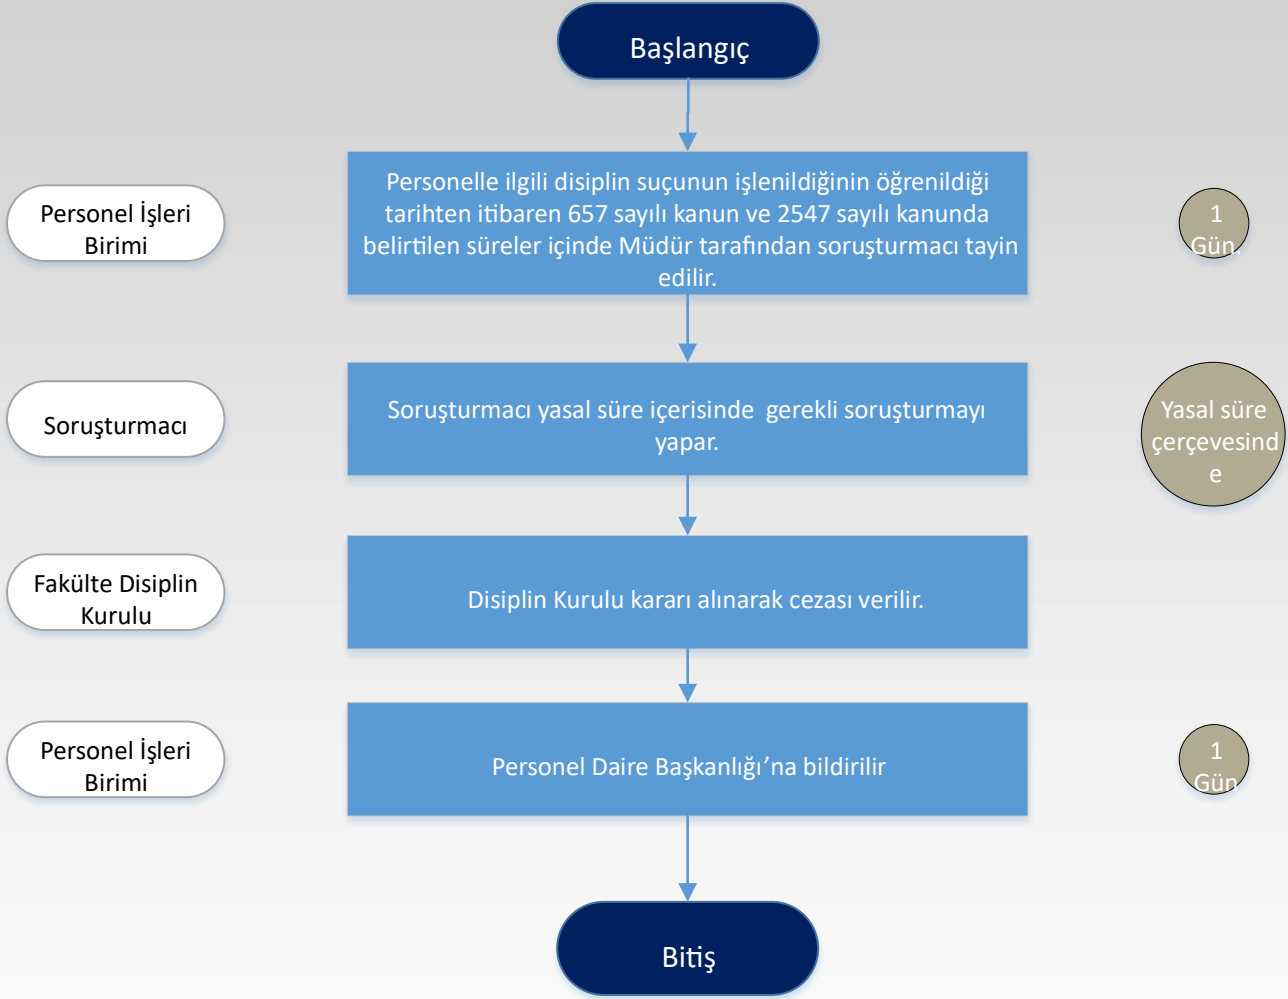 Başlangıç
Personel İşleri
Birimi
Personelle ilgili disiplin suçunun işlenildiğinin öğrenildiği
tarihten itibaren 657 sayılı kanun ve 2547 sayılı kanunda
belirtilen süreler içinde Müdür tarafından soruşturmacı tayin
edilir.
1
Gün.
Soruşturmacı
Soruşturmacı yasal süre içerisinde  gerekli soruşturmayı
yapar.
Yasal süre
çerçevesind
e
Fakülte Disiplin
Kurulu
Disiplin Kurulu kararı alınarak cezası verilir.
Personel İşleri
Birimi
Personel Daire Başkanlığı’na bildirilir
1
Gün
Bitiş